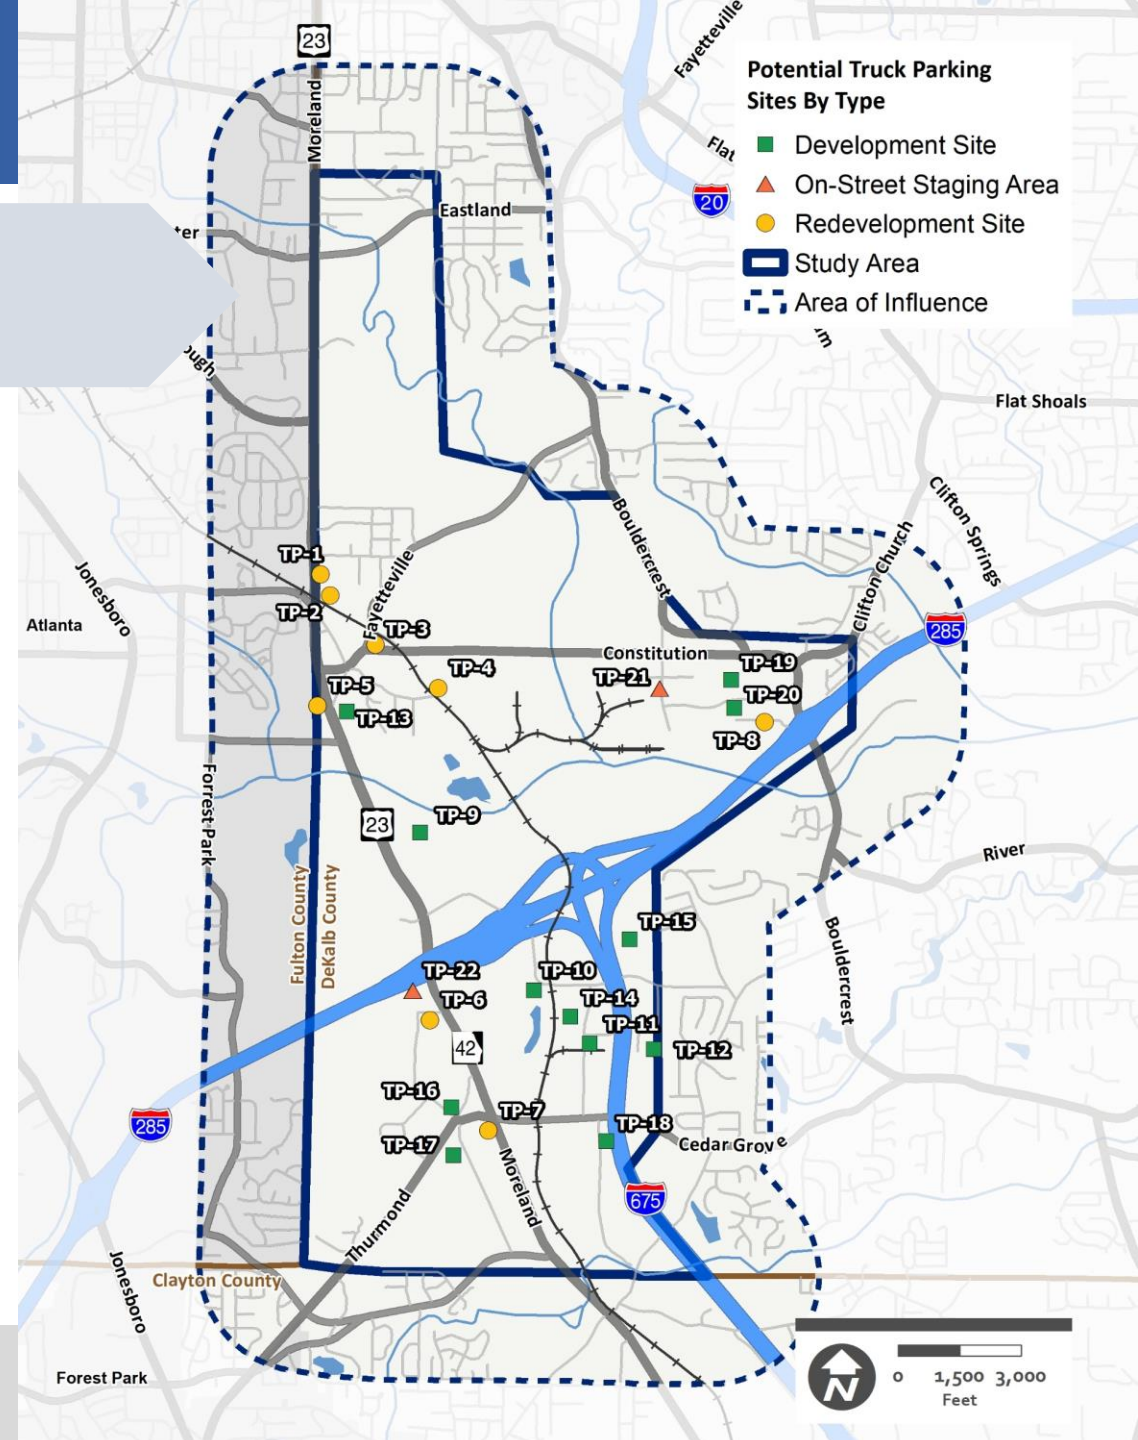 23
Fayetteville
Moreland
Potential Truck Parking
Sites By Type
Development Site
On-Street Staging Area
Redevelopment Site
Study Area
Area of Influence
Flat
20
Eastland
ter
ough
um
Flat Shoals
Clifton Springs
Bouldercrest
Clifton Church
TP-1
Jonesboro
TP-2
Fayetteville
Atlanta
TP-3
285
Constitution
TP-4
TP-19
TP-21
TP-5
TP-20
TP-13
TP-8
Forrest Park
23
TP-9
River
Fulton County
DeKalb County
TP-15
Bouldercrest
TP-22
TP-10
TP-6
TP-14
TP-11
42
TP-12
TP-16
TP-7
285
TP-18
TP-17
Cedar Grove
Moreland
675
Thurmond
Jonesboro
Clayton County
N
0 1,500 3,000
Feet
Forest Park